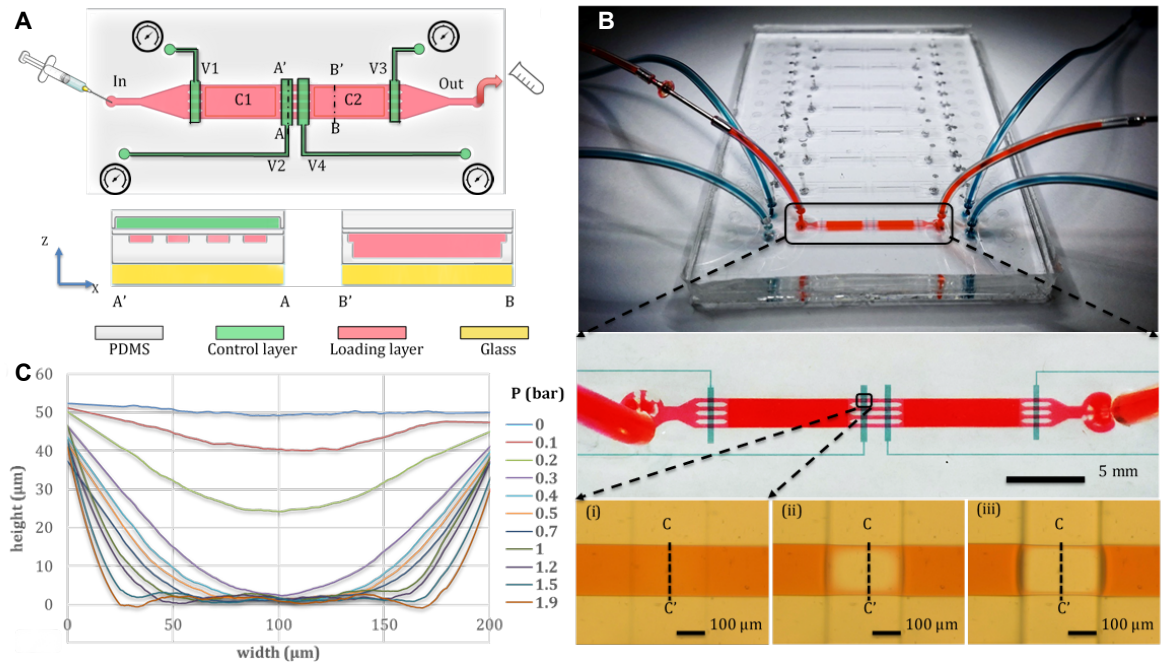 A
In
V1
A'
B'
V3
Out
C1
C2
A
B
V2
V4
Z
X
A'
A
B'
B
PDMS
Control layer
Loading layer
Glass
B
5 mm
(i)
C
C'
100 µm
(ii)
C
C'
100 µm
(iii)
C
C'
100 µm
C
60
50
40
30
20
10
0
height (µm)
0
50
100
150
200
width (µm)
P (bar)
0
0.1
0.2
0.3
0.4
0.5
0.7
1
1.2
1.5
1.9